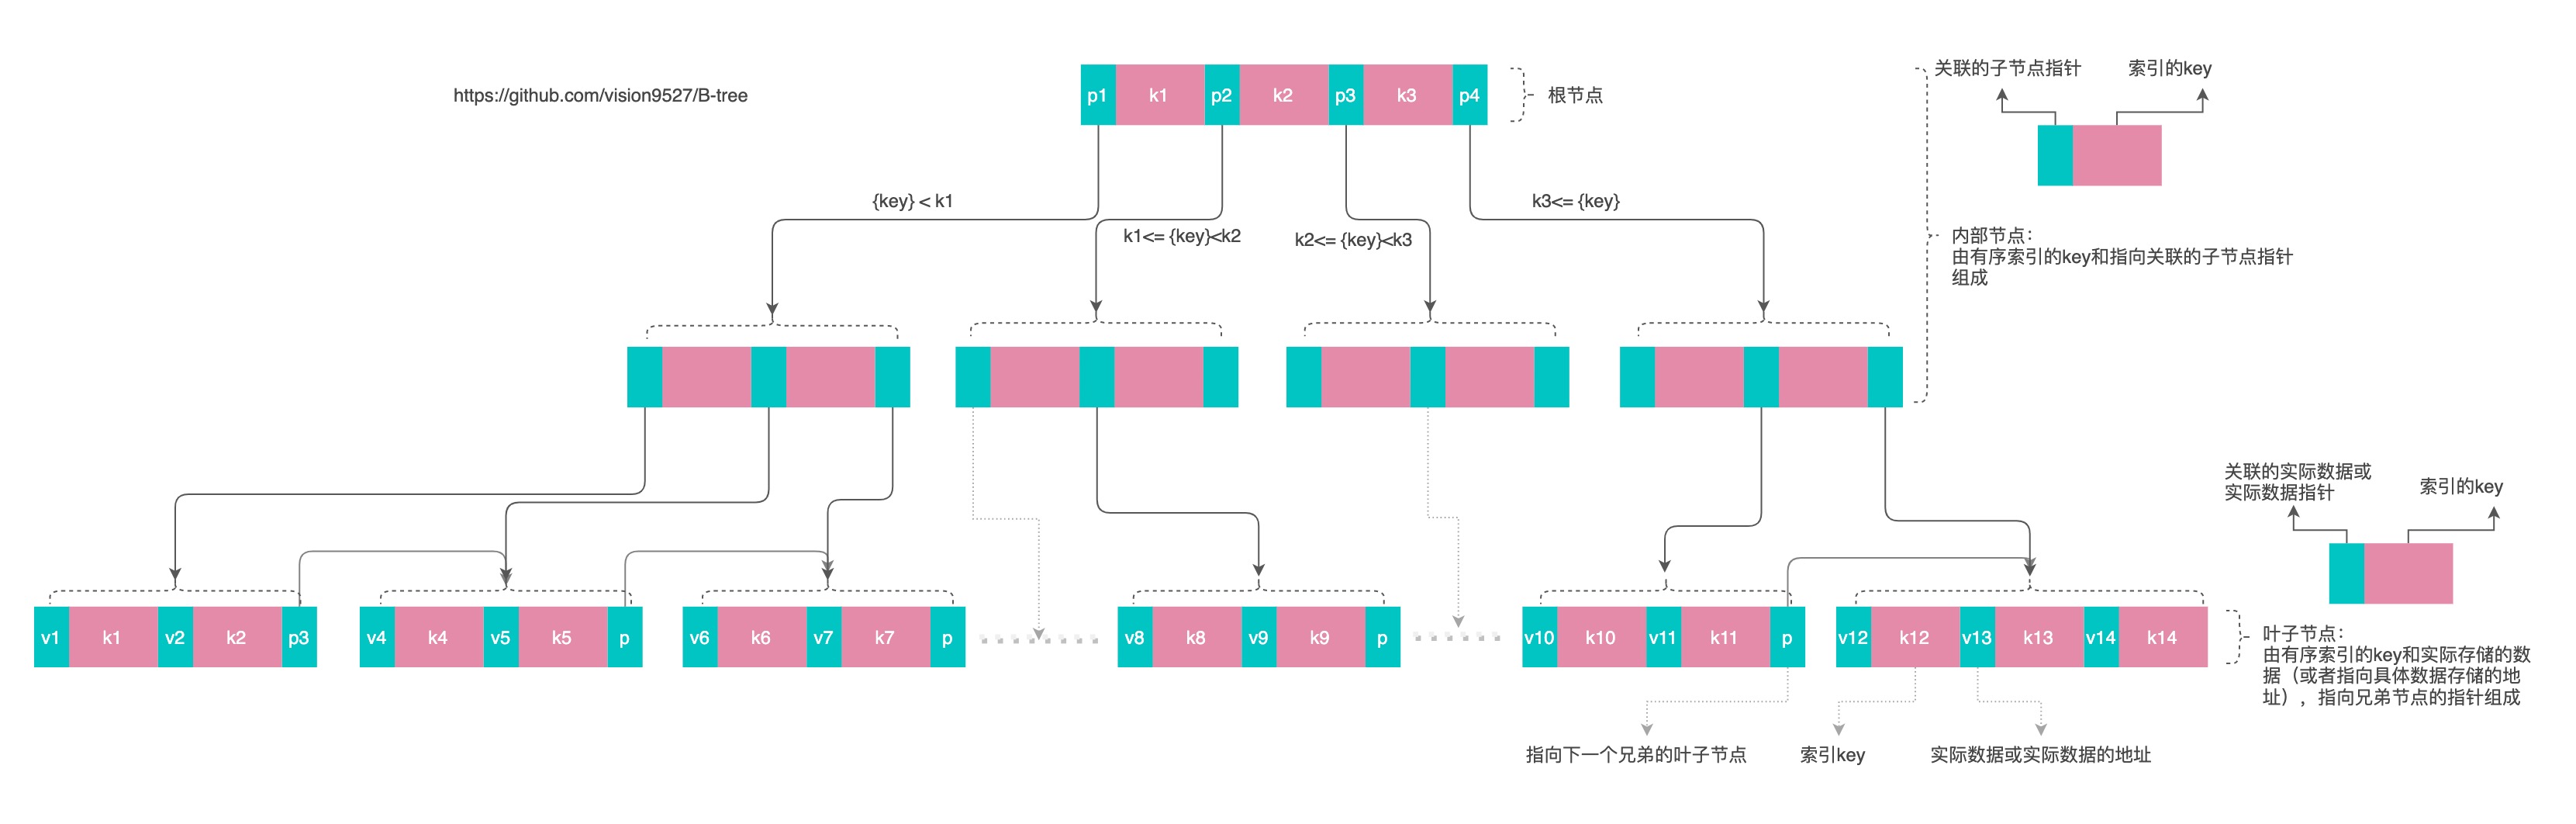 https://github.com/vision9527/B-tree
p1 k1 p2 k2 p3 k3 p4
根节点
关联的子节点指针
索引的key
{key} < k1
k1<= {key}<k2
k2<= {key}<k3
k3<= {key}
内部节点：
由有序索引的key和指向关联的子节点指针
组成
关联的实际数据或
实际数据指针
索引的key
v1 k1 v2 k2 p3
v4 k4 v5 k5 p
v6 k6 v7 k7 p
v8 k8 v9 k9 p
v10 k10 v11 k11 p
v12 k12 v13 k13 v14 k14
叶子节点：
由有序索引的key和实际存储的数
据（或者指向具体数据存储的地
址），指向兄弟节点的指针组成
指向下一个兄弟的叶子节点
索引key
实际数据或实际数据的地址